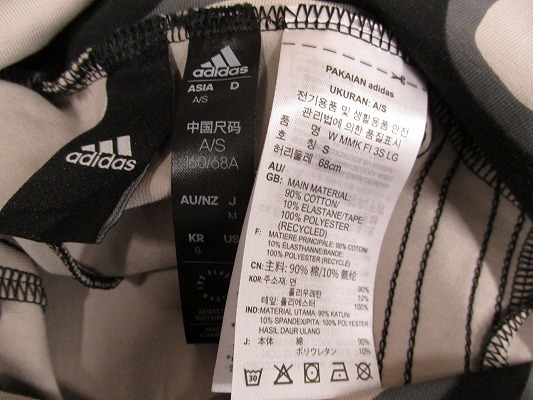 adidas
adidas
ASIA D
A/S
中国尺码
A/S
160/68A
AU/NZ J
M
KR US
S
PAKAIAN adidas
UKURAN: A/S
전기용품 및 생활용품 안전
관리법에 의한 품질표시
품 명 W MMK FI 3S LG
호 칭 S
허리둘레 68cm
AU/
GB: MAIN MATERIAL:
90% COTTON/
10% ELASTANE/TAPE:
100% POLYESTER
(RECYCLED)
F: MATIERE PRINCIPALE: 90% COTON/
10% ELASTHANNE/BANDE:
100% POLYESTER (RECYCLE)
CN: 主料: 90% 棉/10% 氨纶
KOR: 주소재: 면 90%
폴리우레탄 10%
테잎: 폴리에스터 100%
IND: MATERIAL UTAMA: 90% KATUN/
10% SPANDEX/PITA: 100% POLYESTER
HASIL DAUR ULANG
J: 本体 綿 90%
ポリウレタン 10%
30